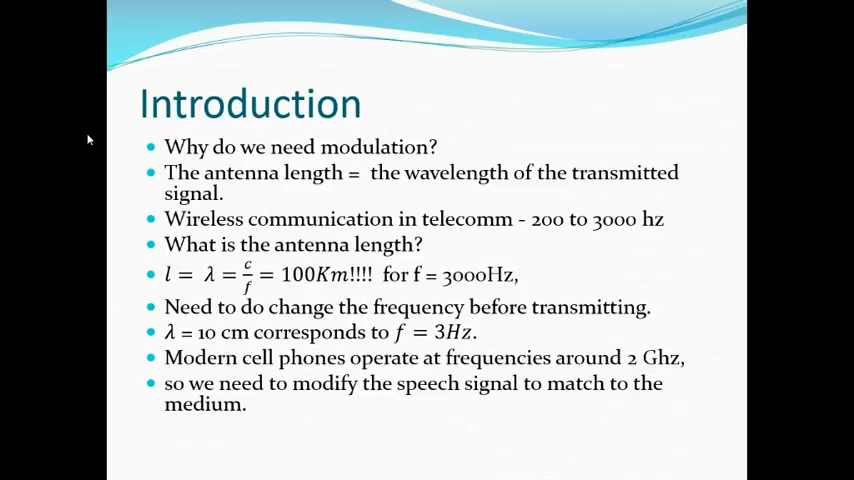 Introduction
Why do we need modulation?
The antenna length = the wavelength of the transmitted
signal.
Wireless communication in telecomm - 200 to 3000 hz
What is the antenna length?
l = λ = c/f = 100Km!!!! for f = 3000Hz,
Need to do change the frequency before transmitting.
λ = 10 cm corresponds to f = 3Hz.
Modern cell phones operate at frequencies around 2 Ghz,
so we need to modify the speech signal to match to the
medium.